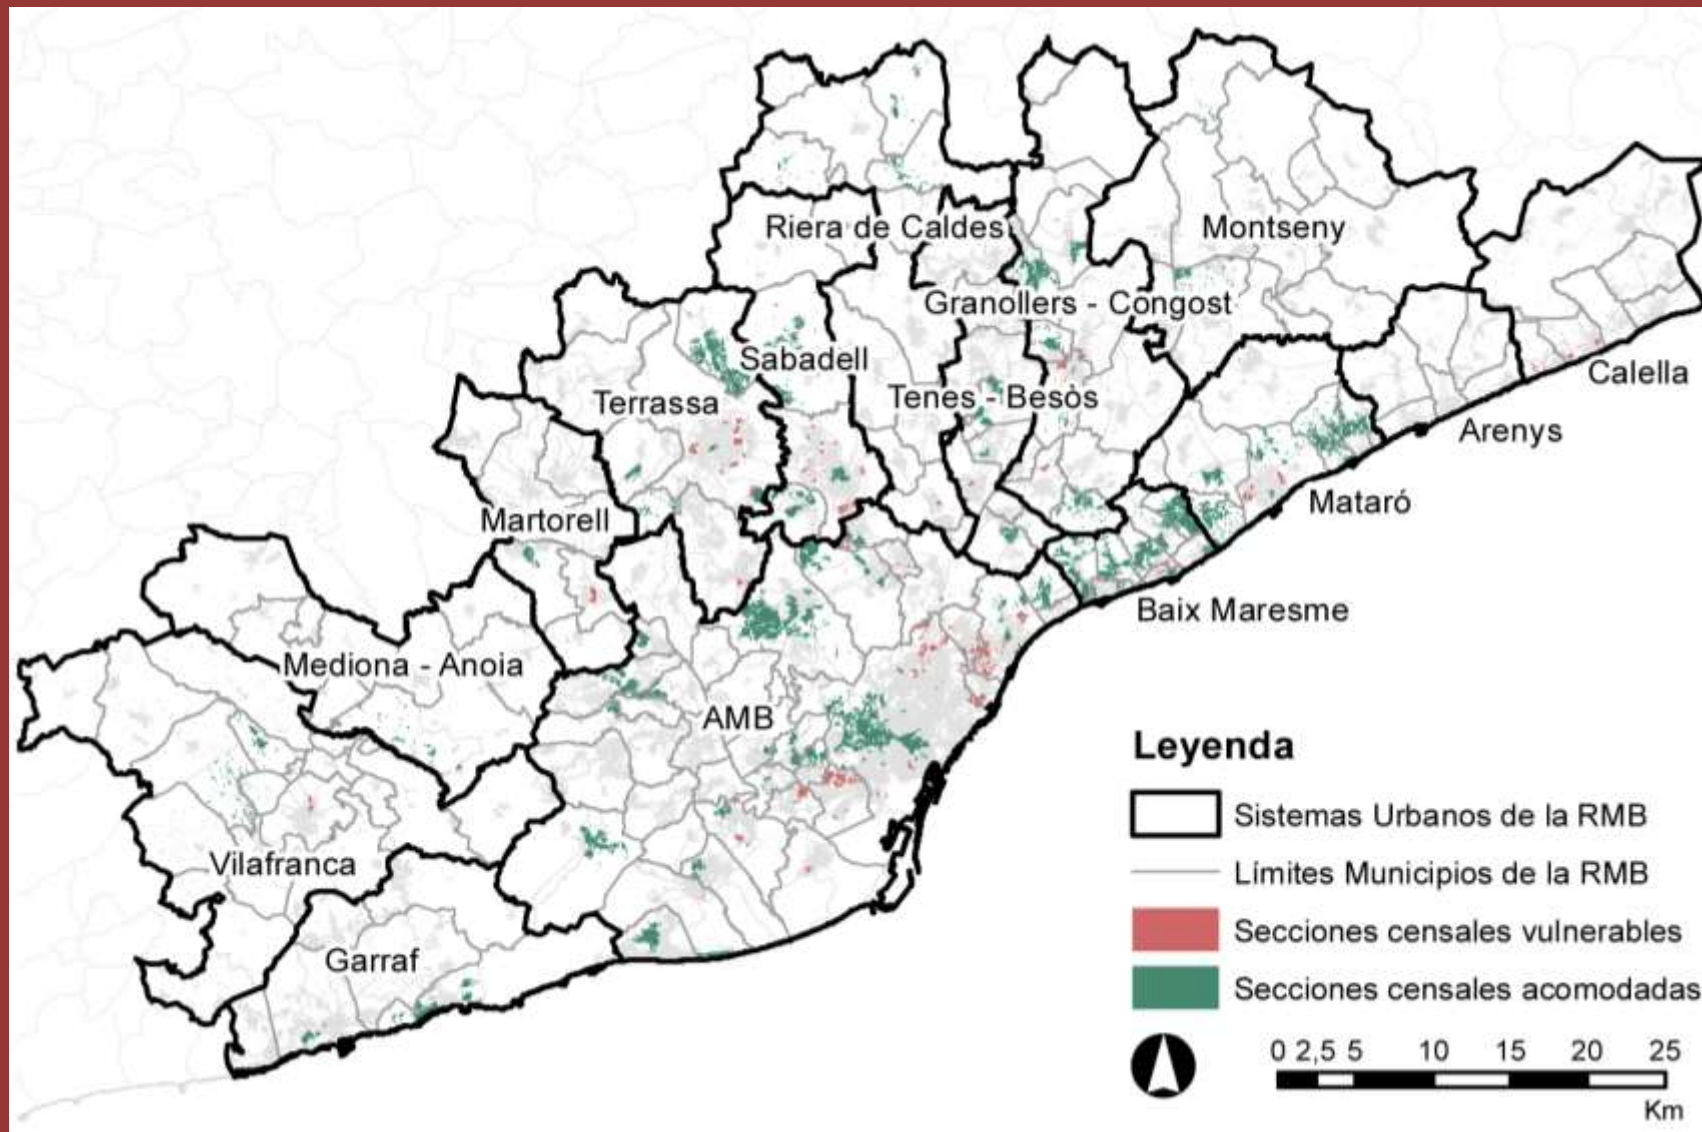 Riera de Caldes
Montseny
Granollers - Congost
Sabadell
Calella
Terrassa
Tenes - Besòs
Arenys
Mataró
Martorell
Baix Maresme
Mediona - Anoia
AMB
Leyenda
Sistemas Urbanos de la RMB
Vilafranca
Límites Municipios de la RMB
Secciones censales vulnerables
Garraf
Secciones censales acomodadas
0 2,5 5 10 15 20 25
Km